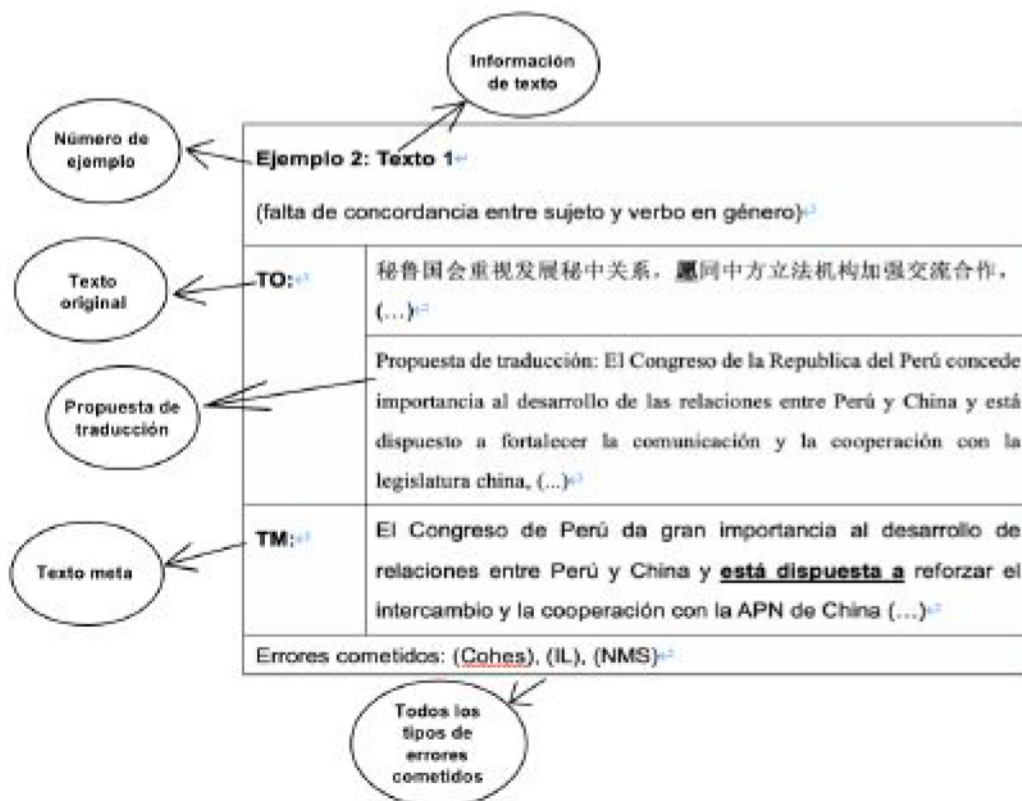 Información
de texto
Número de
ejemplo
Ejemplo 2: Texto 1
(falta de concordancia entre sujeto y verbo en género)
Texto
original
TO:
秘鲁国会重视发展秘中关系，愿同中方立法机构加强交流合作，
(…)
Propuesta de
traducción
Propuesta de traducción: El Congreso de la Republica del Perú concede
importancia al desarrollo de las relaciones entre Perú y China y está
dispuesto a fortalecer la comunicación y la cooperación con la
legislatura china, (...)
Texto meta
TM:
El Congreso de Perú da gran importancia al desarrollo de
relaciones entre Perú y China y está dispuesta a reforzar el
intercambio y la cooperación con la APN de China (…)
Errores cometidos: (Cohes), (IL), (NMS)
Todos los
tipos de
errores
cometidos